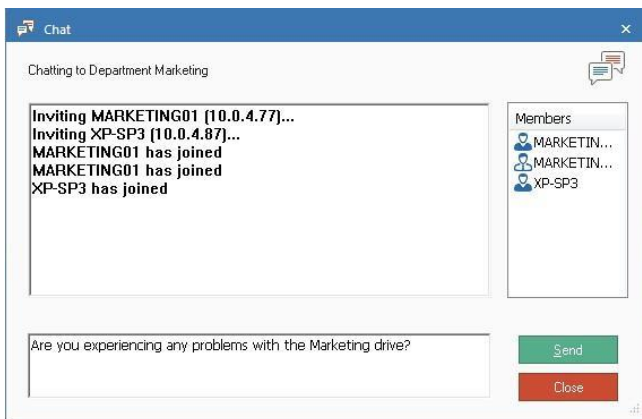 Chat
Chatting to Department Marketing
Inviting MARKETING01 (10.0.4.77)...
Inviting XP-SP3 (10.0.4.87)...
MARKETING01 has joined
MARKETING01 has joined
XP-SP3 has joined
Members
MARKETIN...
MARKETIN...
XP-SP3
Are you experiencing any problems with the Marketing drive?
Send
Close